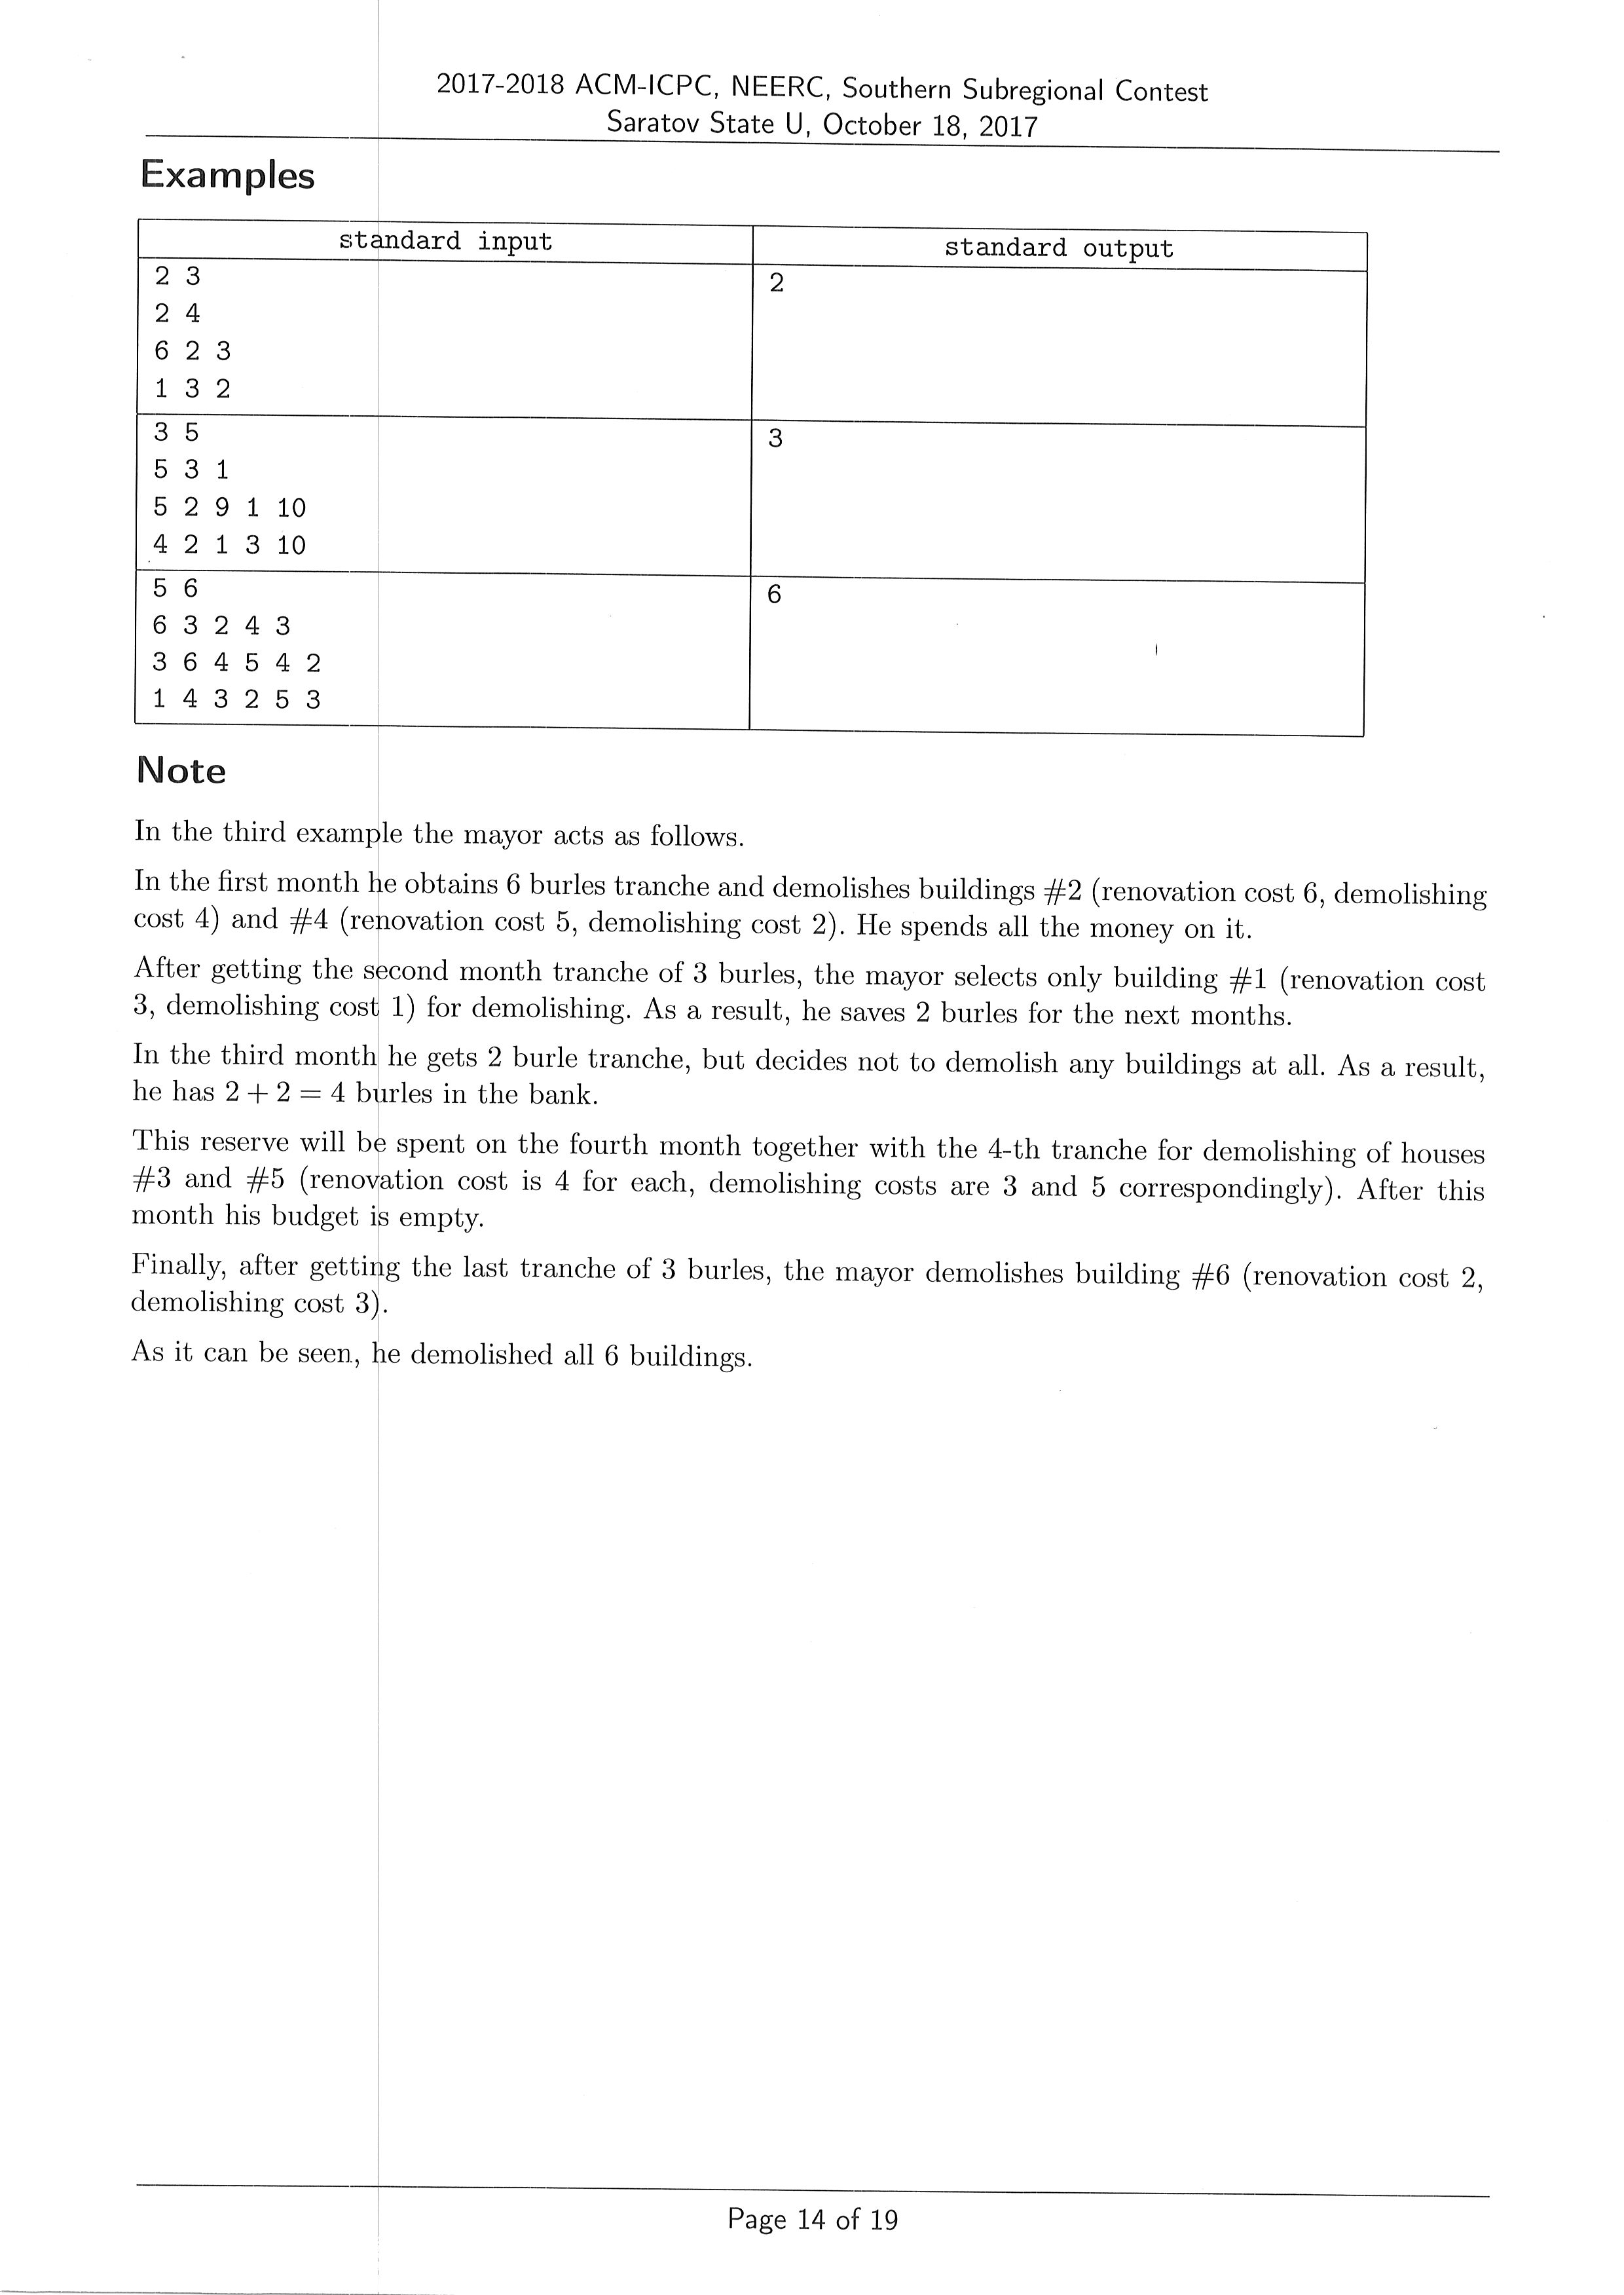 2017-2018 ACM-ICPC, NEERC, Southern Subregional Contest
Saratov State U, October 18, 2017
Examples
standard input standard output
2 3 2
2 4
6 2 3
1 3 2
3 5 3
5 3 1
5 2 9 1 10
4 2 1 3 10
5 6 6
6 3 2 4 3
3 6 4 5 4 2
1 4 3 2 5 3
Note
In the third example the mayor acts as follows.
In the first month he obtains 6 burles tranche and demolishes buildings #2 (renovation cost 6, demolishing
cost 4) and #4 (renovation cost 5, demolishing cost 2). He spends all the money on it.
After getting the second month tranche of 3 burles, the mayor selects only building #1 (renovation cost
3, demolishing cost 1) for demolishing. As a result, he saves 2 burles for the next months.
In the third month he gets 2 burle tranche, but decides not to demolish any buildings at all. As a result,
he has 2 + 2 = 4 burles in the bank.
This reserve will be spent on the fourth month together with the 4-th tranche for demolishing of houses
#3 and #5 (renovation cost is 4 for each, demolishing costs are 3 and 5 correspondingly). After this
month his budget is empty.
Finally, after getting the last tranche of 3 burles, the mayor demolishes building #6 (renovation cost 2,
demolishing cost 3).
As it can be seen, he demolished all 6 buildings.
Page 14 of 19